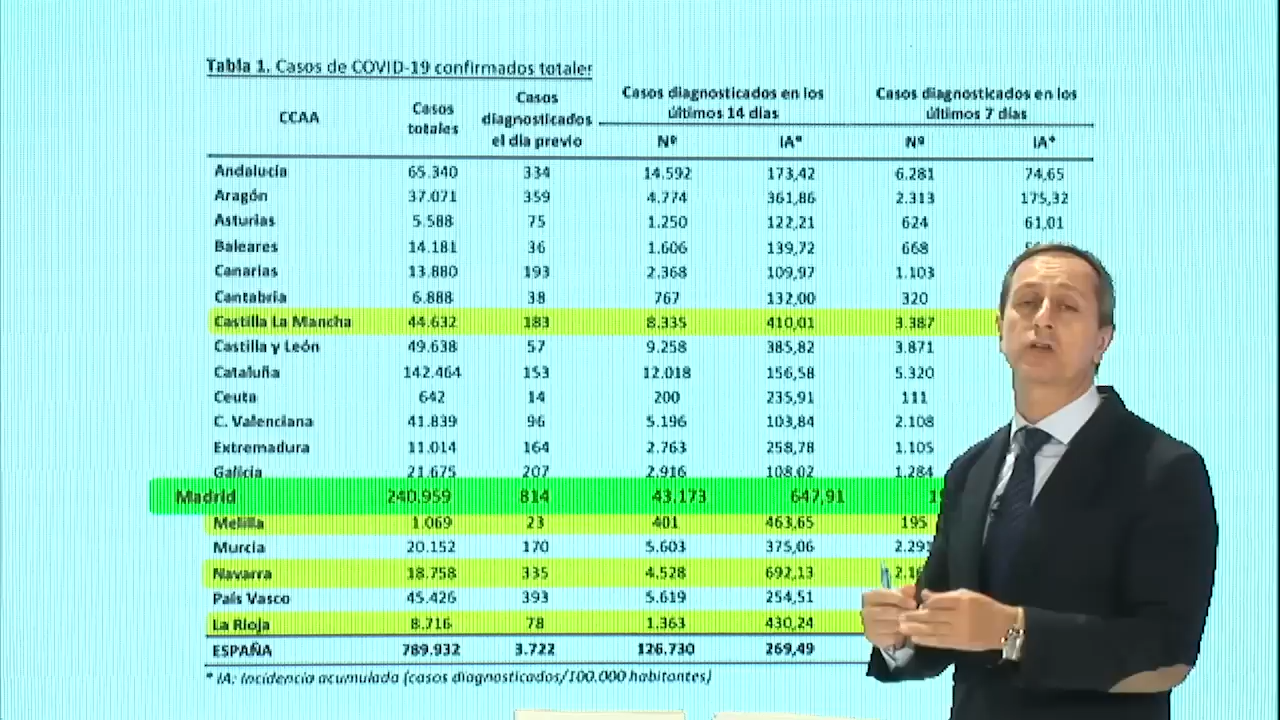 Tabla 1. Casos de COVID-19 confirmados totales
CCAA Casos totales Casos diagnosticados el día previo Casos diagnosticados en los últimos 14 días Casos diagnosticados en los últimos 7 días
Nº IA* Nº IA*
Andalucía 65.340 334 14.592 173,42 6.281 74,65
Aragón 37.071 359 4.774 361,86 2.313 175,32
Asturias 5.588 75 1.250 122,21 624 61,01
Baleares 14.181 36 1.606 139,72 668
Canarias 13.880 193 2.368 109,97 1.103
Cantabria 6.888 38 767 132,00 320
Castilla La Mancha 44.632 183 8.335 410,01 3.387
Castilla y León 49.638 57 9.258 385,82 3.871
Cataluña 142.464 153 12.018 156,58 5.320
Ceuta 642 14 200 235,91 111
C. Valenciana 41.839 96 5.196 103,84 2.108
Extremadura 11.014 164 2.763 258,78 1.105
Galicia 21.675 207 2.916 108,02 1.284
Madrid 240.959 814 43.173 647,91
Melilla 1.069 23 401 463,65 195
Murcia 20.152 170 5.603 375,06
Navarra 18.758 335 4.528 692,13
País Vasco 45.426 393 5.619 254,51
La Rioja 8.716 78 1.363 430,24
ESPAÑA 789.932 3.722 126.730 269,49
* IA: Incidencia acumulada (casos diagnosticados/100.000 habitantes)